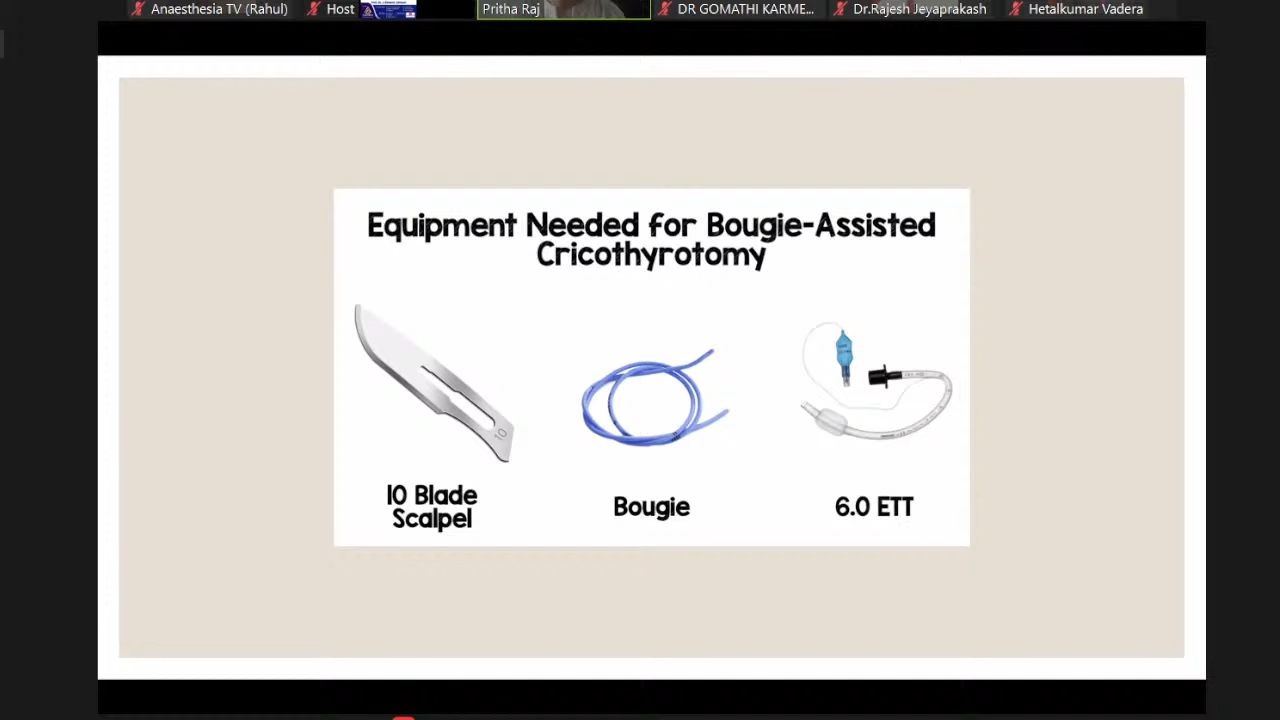 Anaesthesia TV (Rahul) Host Pritha Raj DR GOMATHI KARME... Dr.Rajesh Jeyaprakash Hetalkumar Vadera
Equipment Needed for Bougie-Assisted
Cricothyrotomy
10
10 Blade
Scalpel
Bougie
6.0 ETT